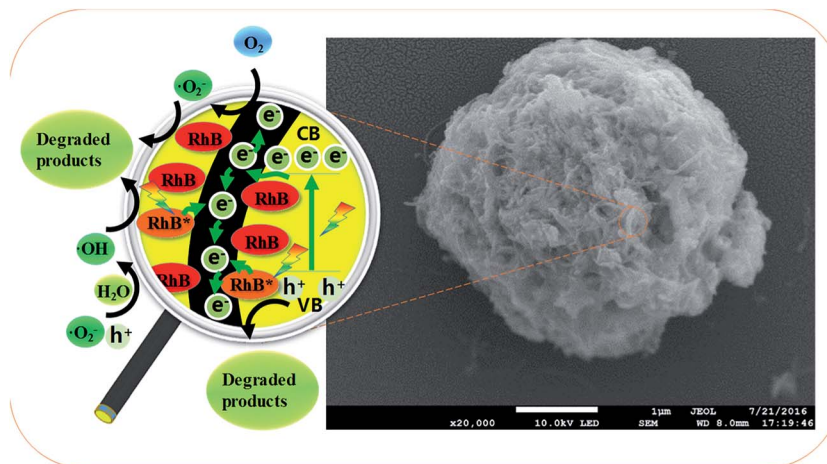 O₂
·O₂⁻
Degraded
products
RhB
e⁻
CB
e⁻
e⁻
e⁻
e⁻
RhB
RhB
e⁻
RhB*
·OH
RhB
e⁻
RhB
RhB*
h⁺
h⁺
H₂O
e⁻
VB
·O₂⁻
h⁺
Degraded
products
1μm JEOL 7/21/2016
x20,000 10.0kV LED SEM WD 8.0mm 17:19:46